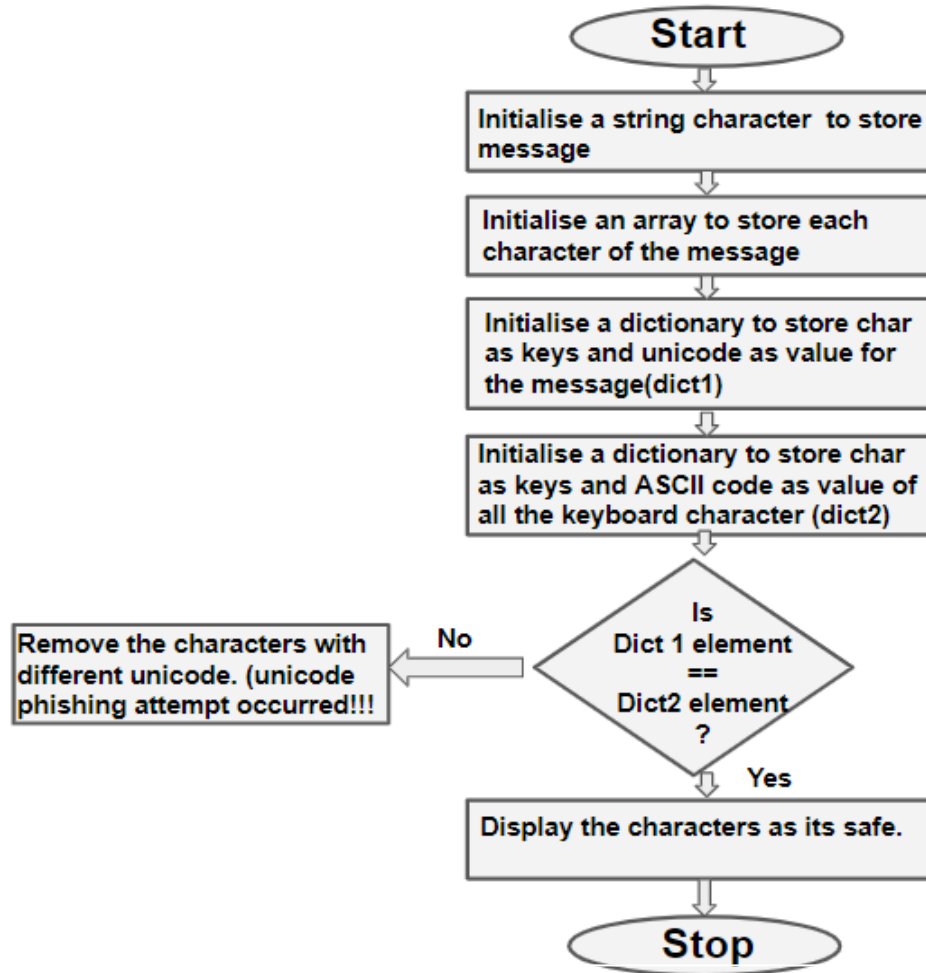 Start
Initialise a string character to store
message
Initialise an array to store each
character of the message
Initialise a dictionary to store char
as keys and unicode as value for
the message(dict1)
Initialise a dictionary to store char
as keys and ASCII code as value of
all the keyboard character (dict2)
Is
Dict 1 element
==
Dict2 element
?
No
Remove the characters with
different unicode. (unicode
phishing attempt occurred!!!
Yes
Display the characters as its safe.
Stop